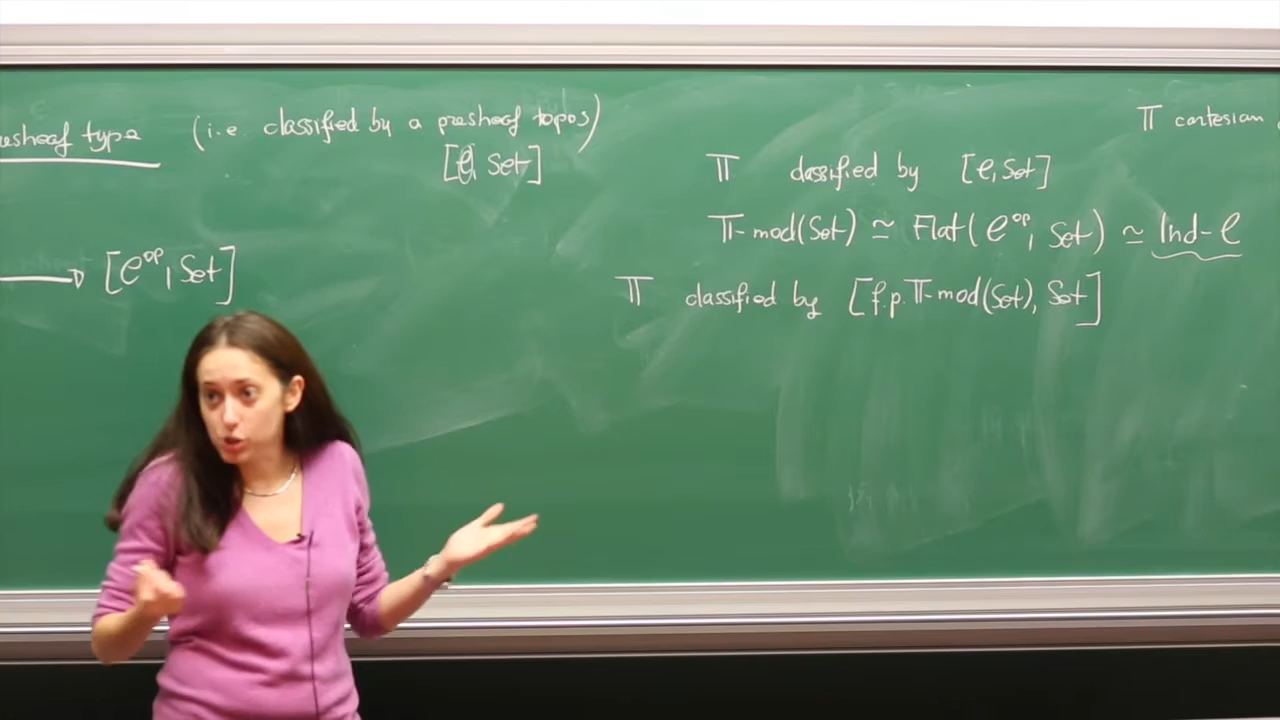 type (i.e. classified by a presheaf topos)
[𝒞, Set]
⟶ [𝒞^op, Set]
𝕋 cartesian
𝕋 classified by [𝒞, Set]
𝕋-mod(Set) ≃ Flat(𝒞^op, Set) ≃ Ind-𝒞
𝕋 classified by [f.p.𝕋-mod(Set), Set]